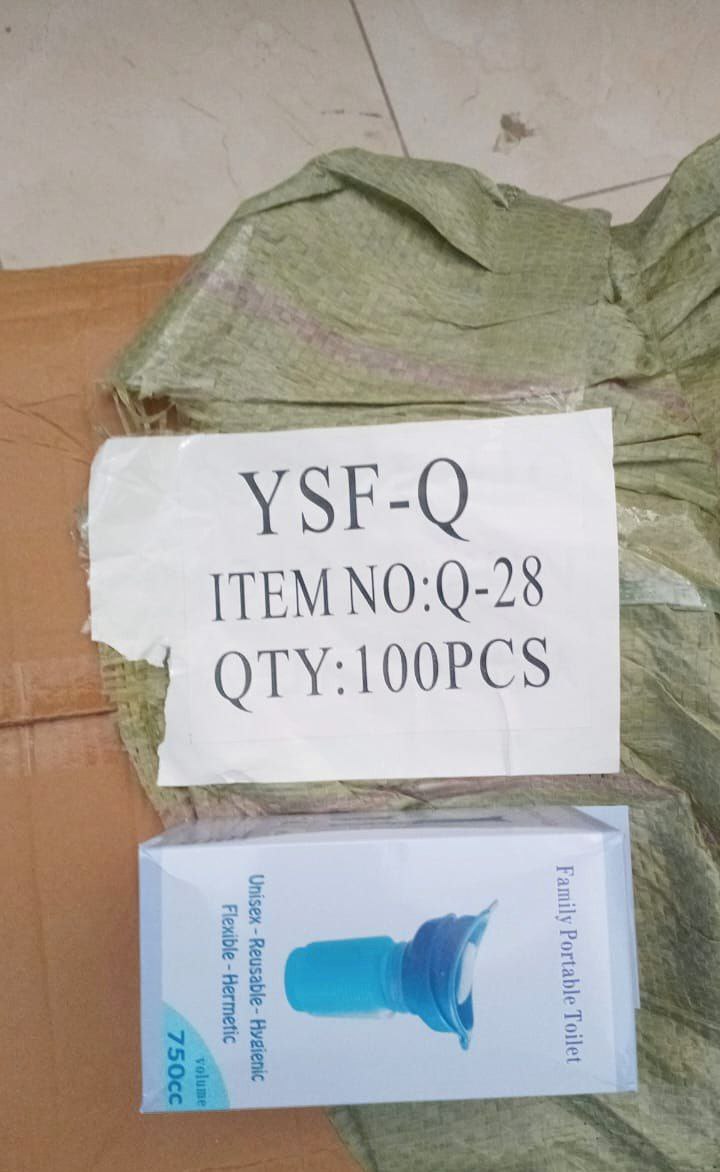 YSF-Q
ITEM NO:Q-28
QTY:100PCS
Family Portable Toilet
Unisex - Reusable - Hygienic
Flexible - Hermetic
volume
750cc